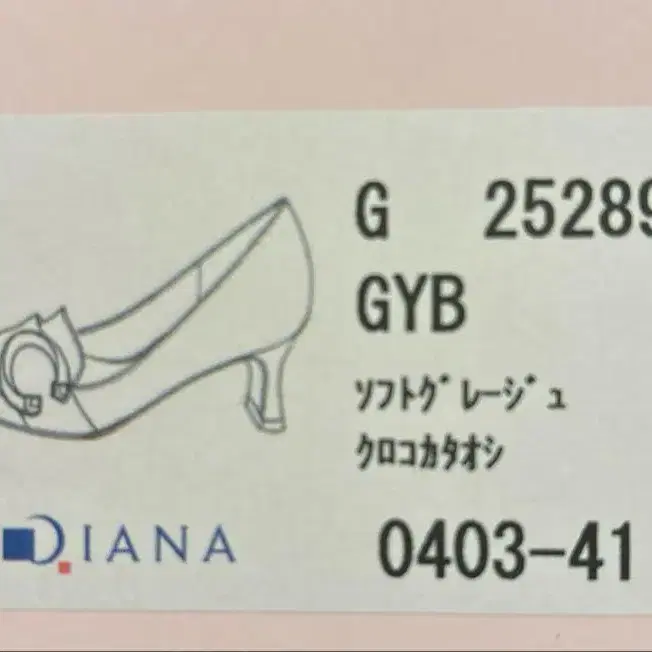 G 25289
GYB
ｿﾌﾄｸﾞﾚｰｼﾞｭ
ｸﾛｺｶﾀｵｼ
DIANA 0403-41